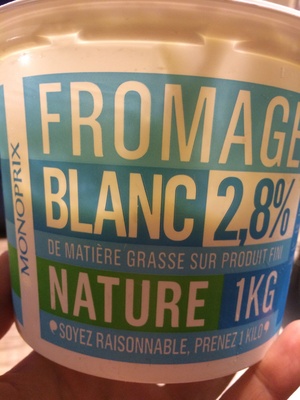 FROMAGE
BLANC 2,8%
DE MATIÈRE GRASSE SUR PRODUIT FINI
NATURE 1KG
SOYEZ RAISONNABLE, PRENEZ 1 KILO
MONOPRIX